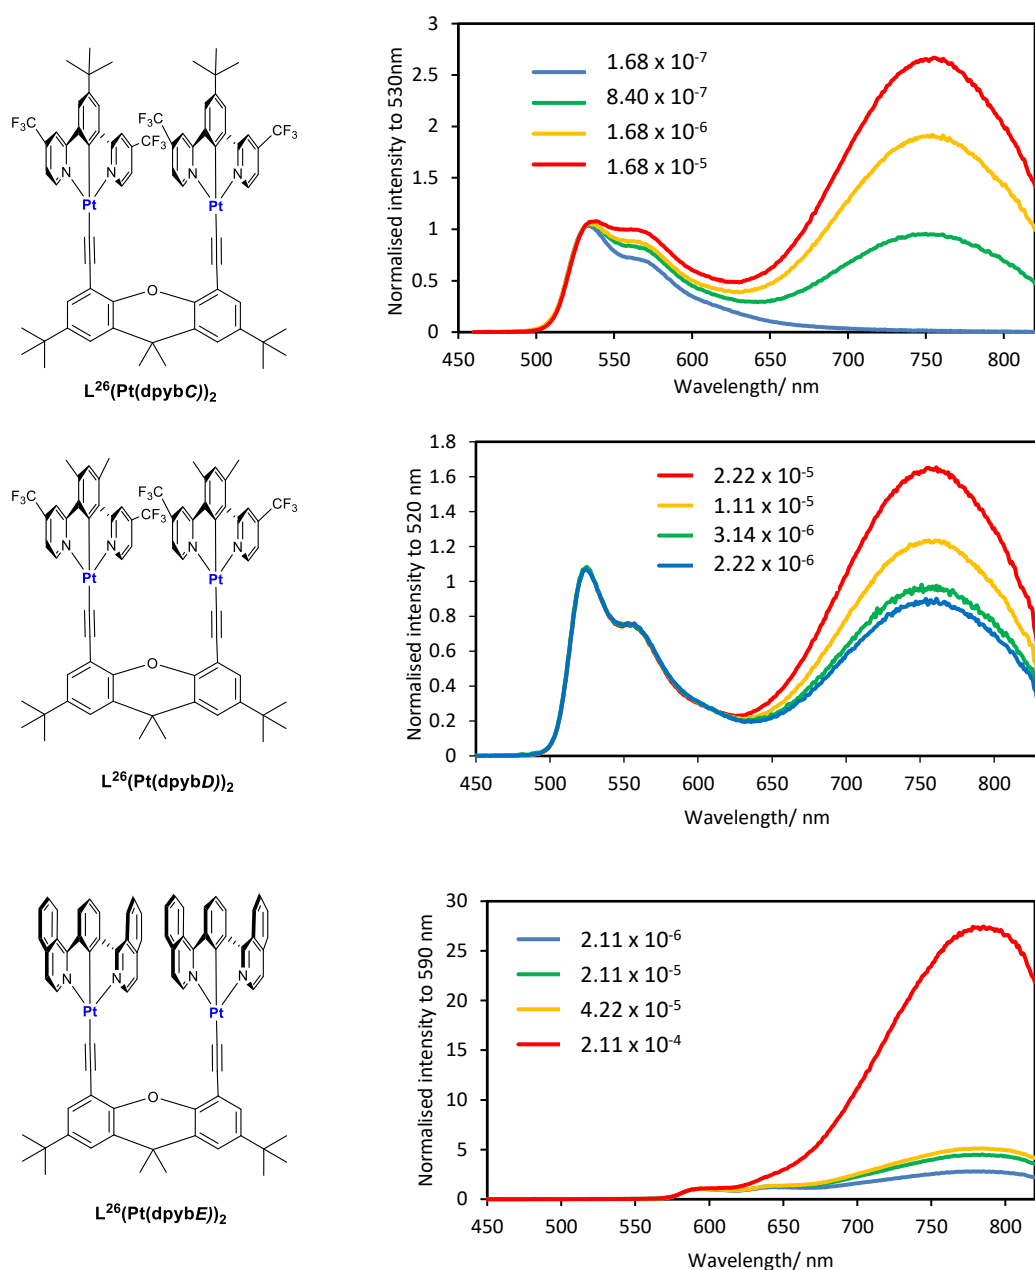 F₃C
CF₃
F₃C
CF₃
N
N
N
N
Pt
Pt
O
L²⁶(Pt(dpybC))₂
Normalised intensity to 530nm
3
2.5
2
1.5
1
0.5
0
1.68 x 10⁻⁷
8.40 x 10⁻⁷
1.68 x 10⁻⁶
1.68 x 10⁻⁵
450 500 550 600 650 700 750 800
Wavelength/ nm
F₃C
CF₃
F₃C
CF₃
N
N
N
N
Pt
Pt
O
L²⁶(Pt(dpybD))₂
Normalised intensity to 520 nm
1.8
1.6
1.4
1.2
1
0.8
0.6
0.4
0.2
0
2.22 x 10⁻⁵
1.11 x 10⁻⁵
3.14 x 10⁻⁶
2.22 x 10⁻⁶
450 500 550 600 650 700 750 800
Wavelength/ nm
N
N
N
N
Pt
Pt
O
L²⁶(Pt(dpybE))₂
Normalised intensity to 590 nm
30
25
20
15
10
5
0
2.11 x 10⁻⁶
2.11 x 10⁻⁵
4.22 x 10⁻⁵
2.11 x 10⁻⁴
450 500 550 600 650 700 750 800
Wavelength/ nm